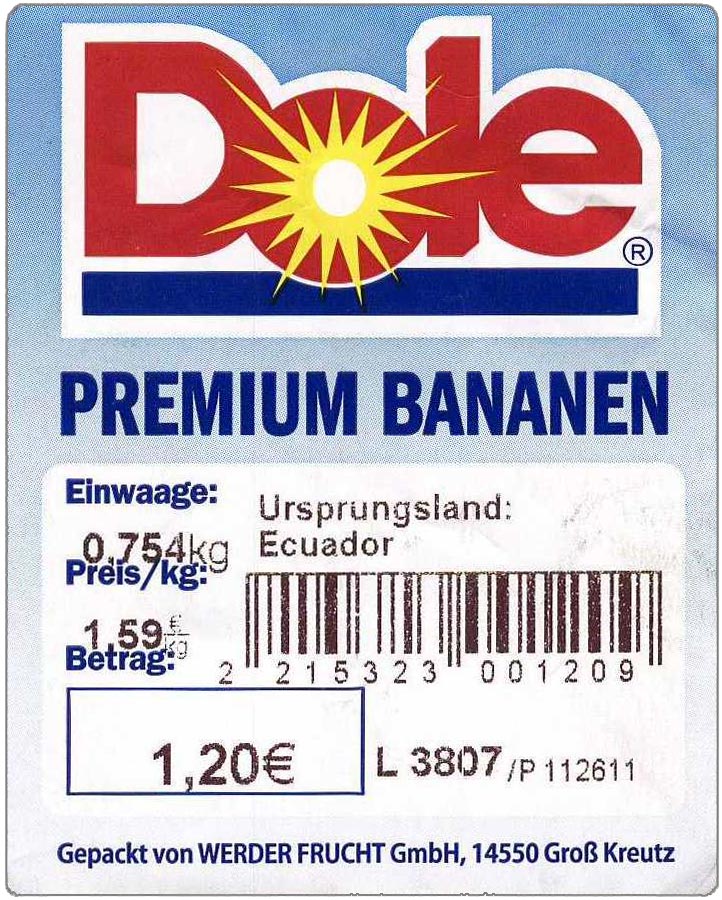 Dole®
PREMIUM BANANEN
Einwaage:
0,754kg
Preis/kg:
1,59 €/kg
Betrag:
1,20€
Ursprungsland:
Ecuador
2 215323 001209
L 3807/P 112611
Gepackt von WERDER FRUCHT GmbH, 14550 Groß Kreutz